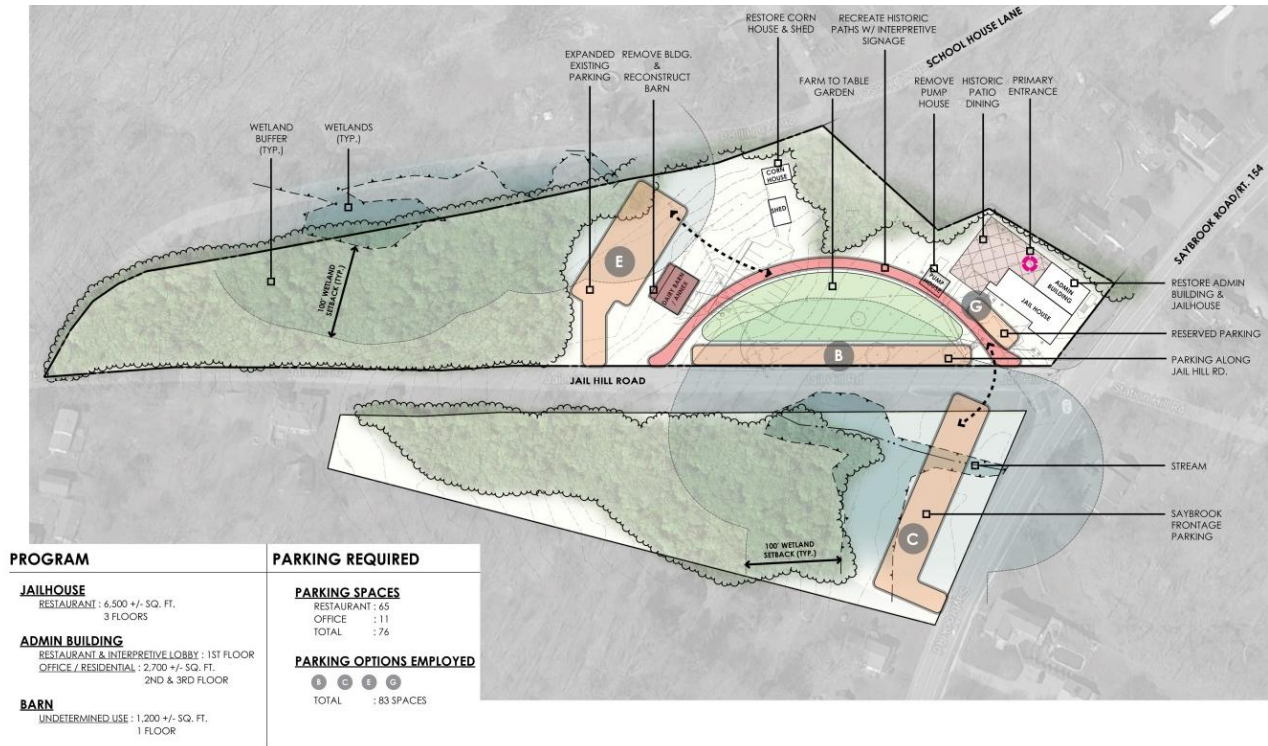 RESTORE CORN
HOUSE & SHED
RECREATE HISTORIC
PATHS W/ INTERPRETIVE
SIGNAGE
SCHOOL HOUSE LANE
EXPANDED
EXISTING
PARKING
REMOVE BLDG.
&
RECONSTRUCT
BARN
FARM TO TABLE
GARDEN
REMOVE
PUMP
HOUSE
HISTORIC
PATIO
DINING
PRIMARY
ENTRANCE
WETLAND
BUFFER
(TYP.)
WETLANDS
(TYP.)
SAYBROOK ROAD/RT. 154
CORN
HOUSE
SHED
E
100' WETLAND
SETBACK (TYP.)
DAIRY BARN
/ ANNEX
PUMP
HOUSE
ADMIN
BUILDING
JAIL HOUSE
G
RESTORE ADMIN
BUILDING &
JAILHOUSE
RESERVED PARKING
B
PARKING ALONG
JAIL HILL RD.
JAIL HILL ROAD
STREAM
SAYBROOK
FRONTAGE
PARKING
C
100' WETLAND
SETBACK (TYP.)
PROGRAM
JAILHOUSE
RESTAURANT : 6,500 +/- SQ. FT.
3 FLOORS
ADMIN BUILDING
RESTAURANT & INTERPRETIVE LOBBY : 1ST FLOOR
OFFICE / RESIDENTIAL : 2,700 +/- SQ. FT.
2ND & 3RD FLOOR
BARN
UNDETERMINED USE : 1,200 +/- SQ. FT.
1 FLOOR
PARKING REQUIRED
PARKING SPACES
RESTAURANT : 65
OFFICE : 11
TOTAL : 76
PARKING OPTIONS EMPLOYED
B C E G
TOTAL : 83 SPACES